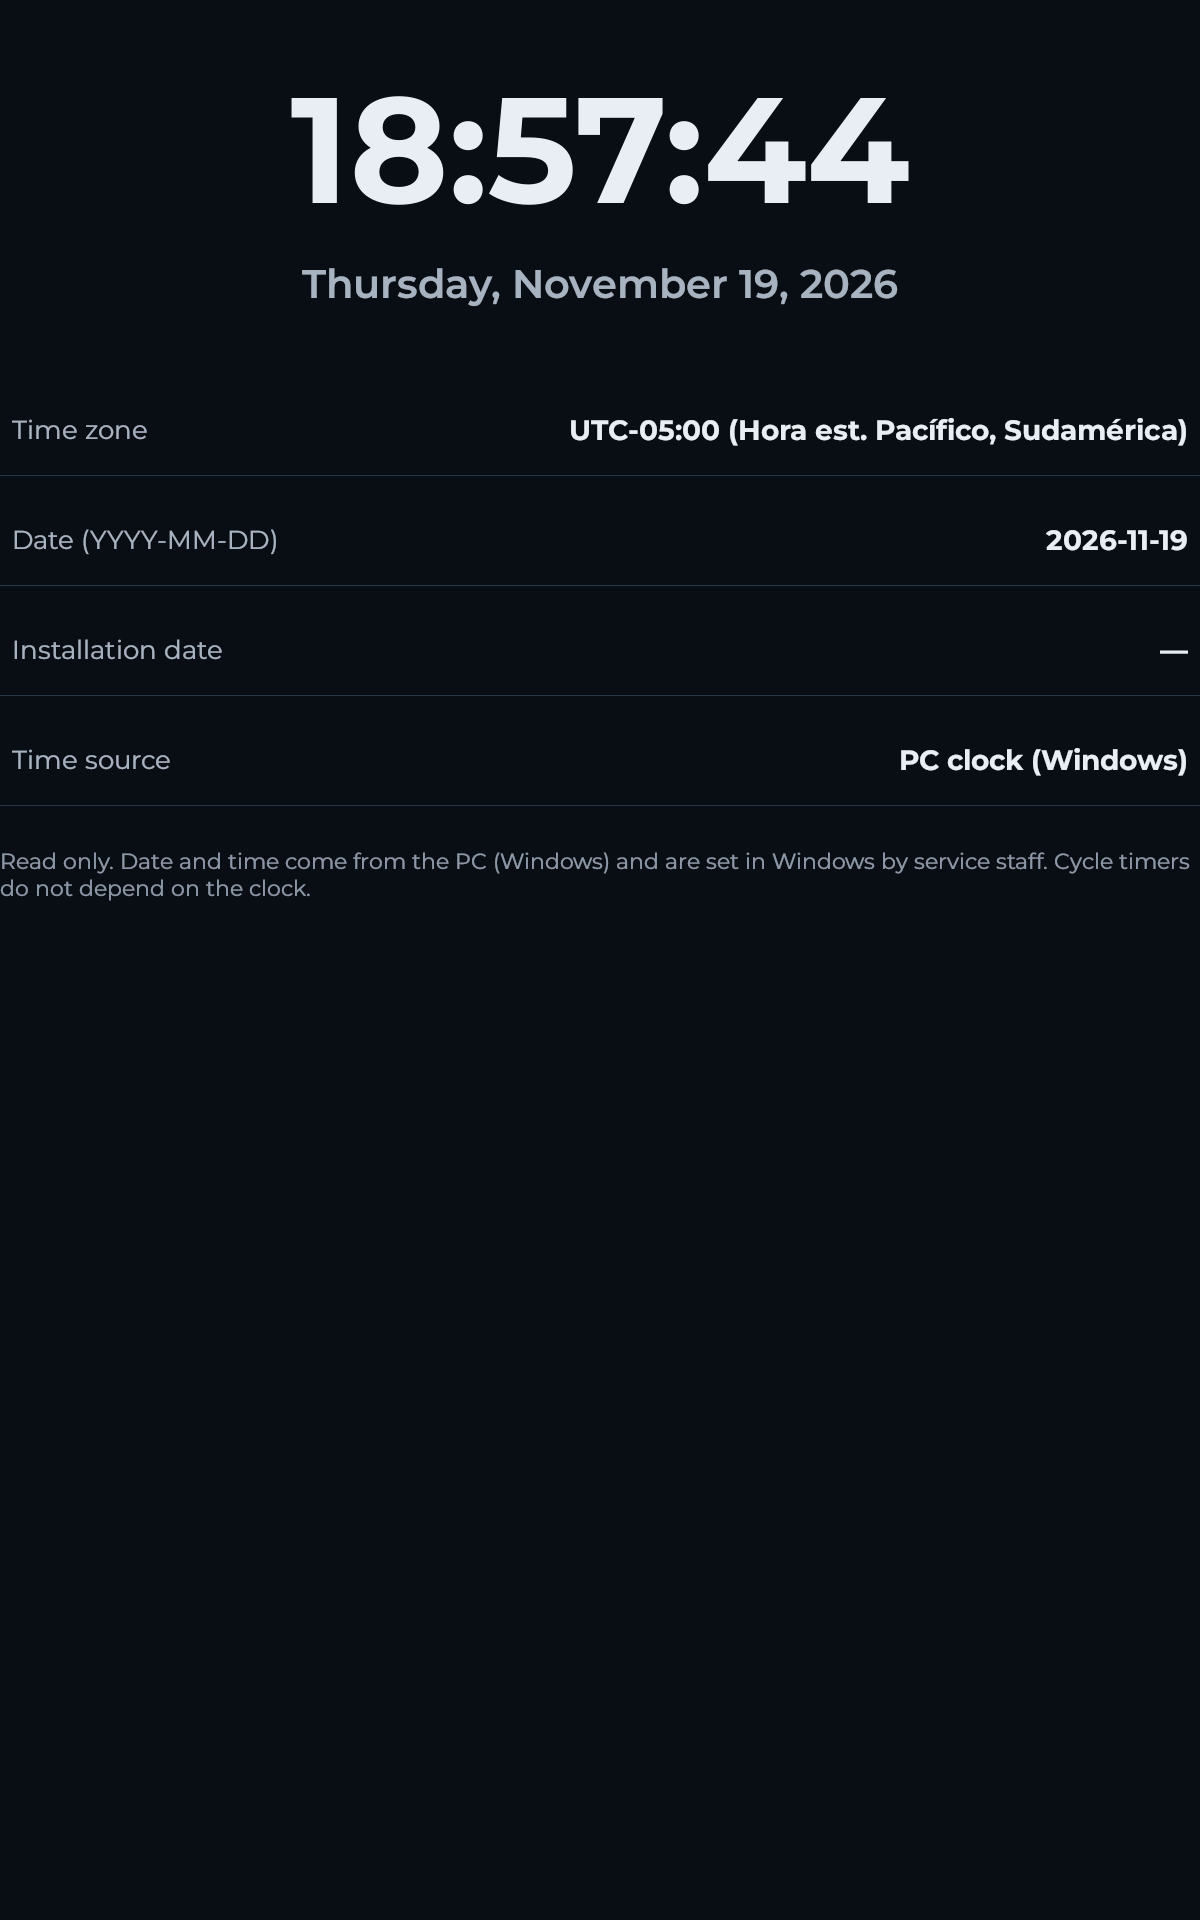 18:57:44
Thursday, November 19, 2026
Time zone
UTC-05:00 (Hora est. Pacífico, Sudamérica)
Date (YYYY-MM-DD)
2026-11-19
Installation date
—
Time source
PC clock (Windows)
Read only. Date and time come from the PC (Windows) and are set in Windows by service staff. Cycle timers
do not depend on the clock.